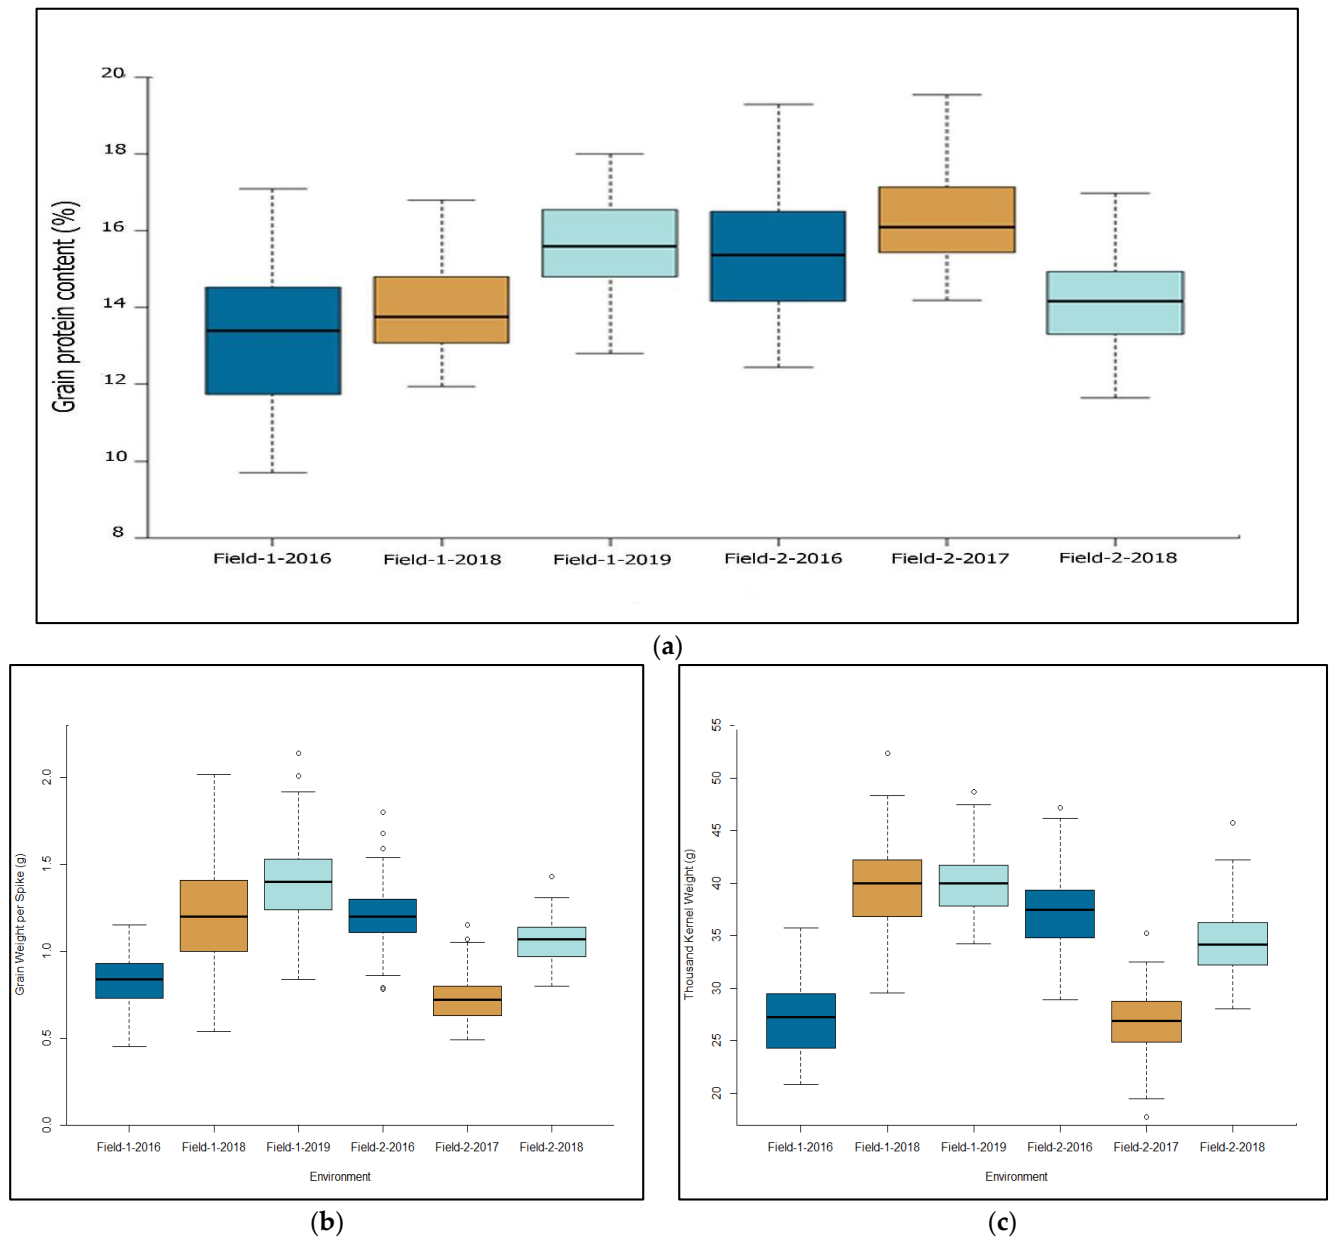 Grain protein content (%)
20
18
16
14
12
10
8
Field-1-2016 Field-1-2018 Field-1-2019 Field-2-2016 Field-2-2017 Field-2-2018
(a)
Grain Weight per Spike (g)
2.0
1.5
1.0
0.5
0.0
Field-1-2016 Field-1-2018 Field-1-2019 Field-2-2016 Field-2-2017 Field-2-2018
Environment
(b)
Thousand Kernel Weight (g)
55
50
45
40
35
30
25
20
Field-1-2016 Field-1-2018 Field-1-2019 Field-2-2016 Field-2-2017 Field-2-2018
Environment
(c)